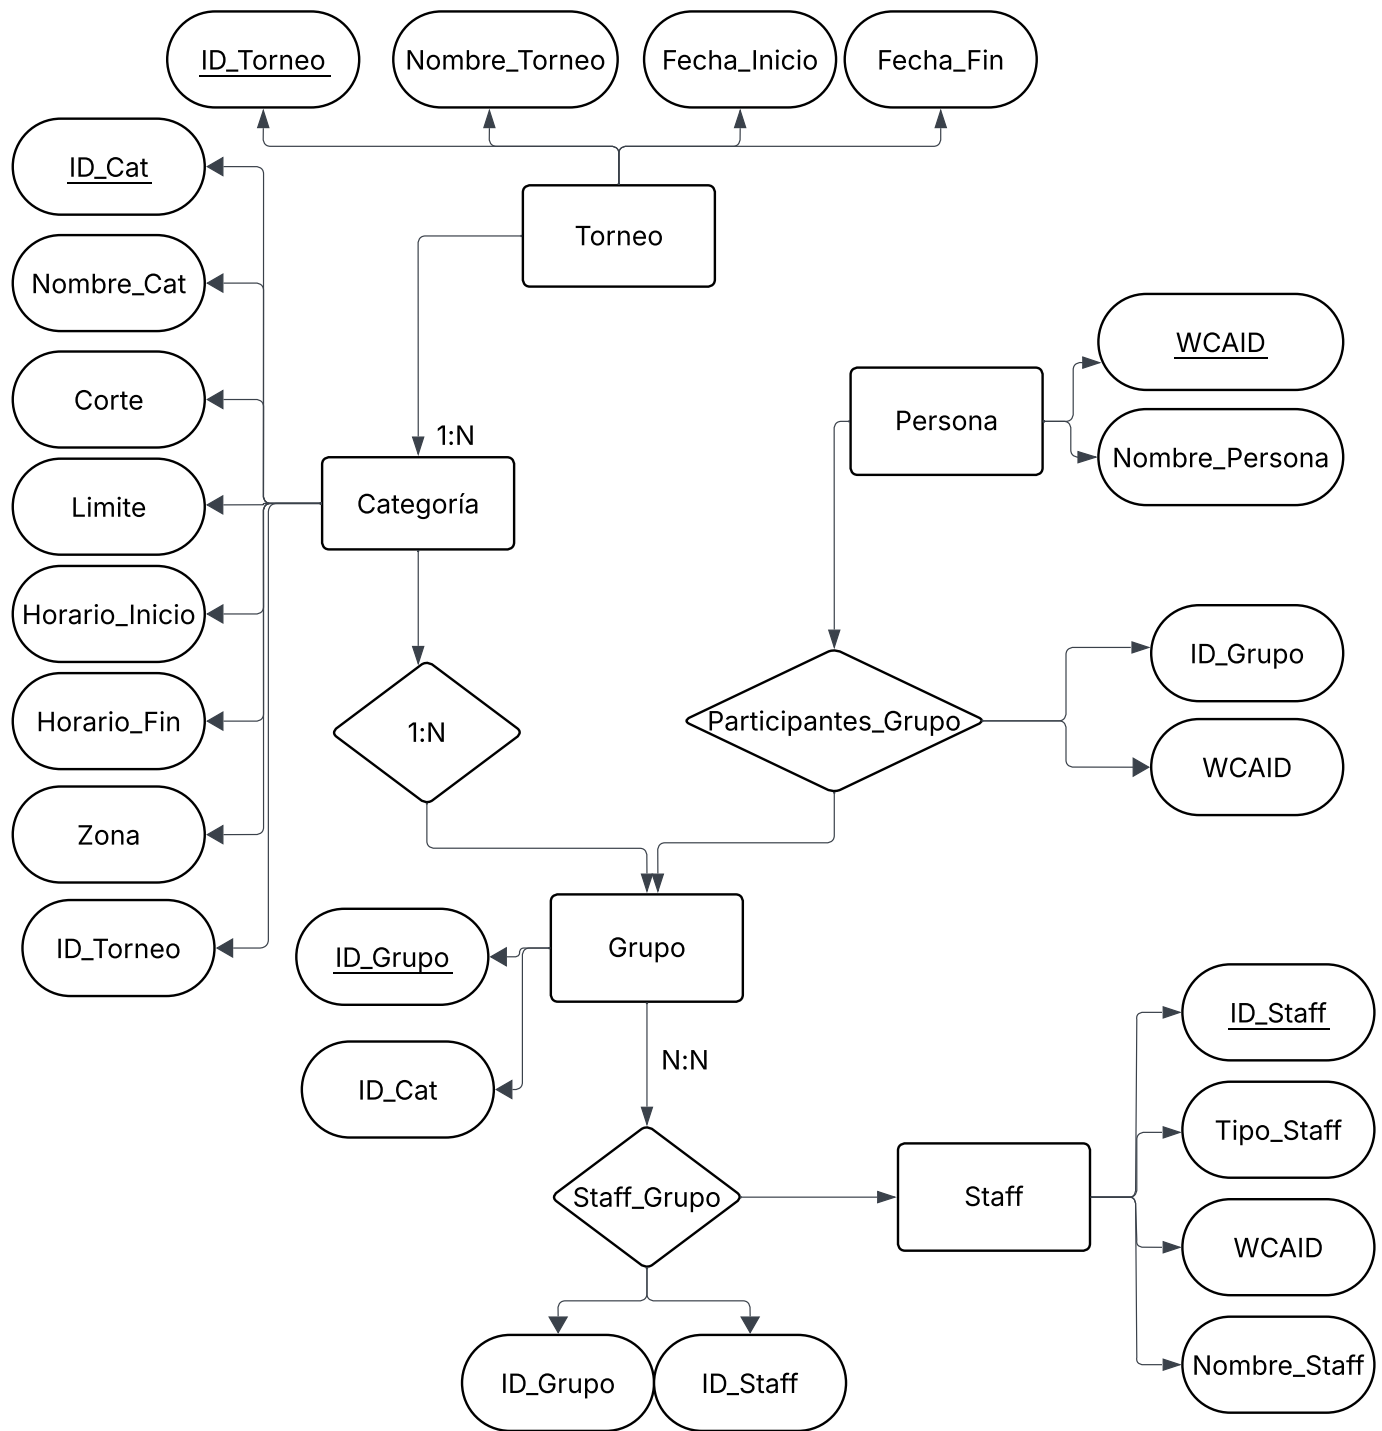 ID_Torneo
Nombre_Torneo
Fecha_Inicio
Fecha_Fin
ID_Cat
Torneo
Nombre_Cat
WCAID
Corte
Persona
Nombre_Persona
1:N
Limite
Categoría
Horario_Inicio
ID_Grupo
Horario_Fin
1:N
Participantes_Grupo
WCAID
Zona
ID_Torneo
ID_Grupo
Grupo
ID_Staff
N:N
ID_Cat
Tipo_Staff
Staff_Grupo
Staff
WCAID
Nombre_Staff
ID_Grupo
ID_Staff